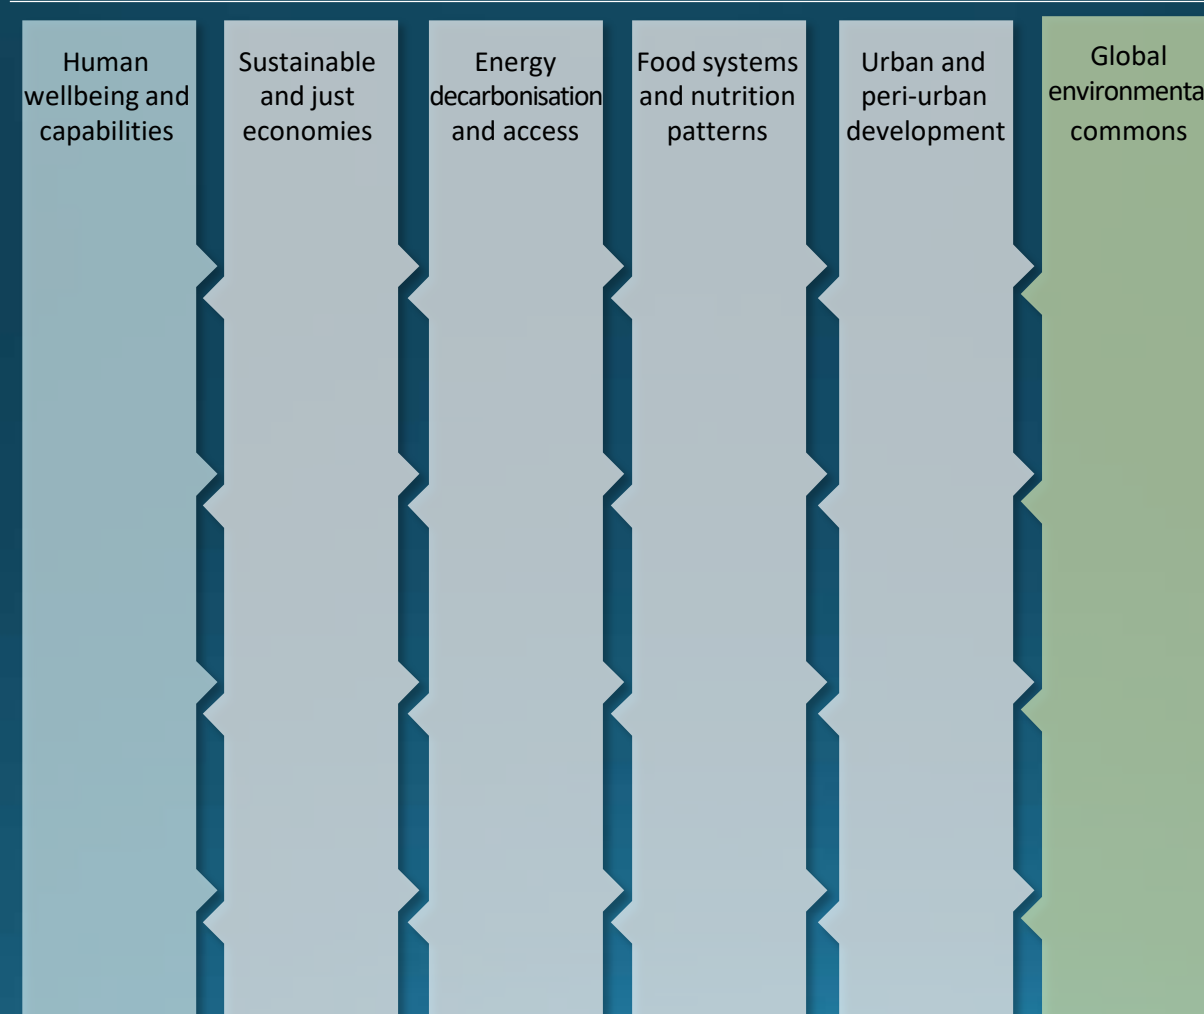 Human
wellbeing and
capabilities
Sustainable
and just
economies
Energy
decarbonisation
and access
Food systems
and nutrition
patterns
Urban and
peri-urban
development
Global
environmenta
commons